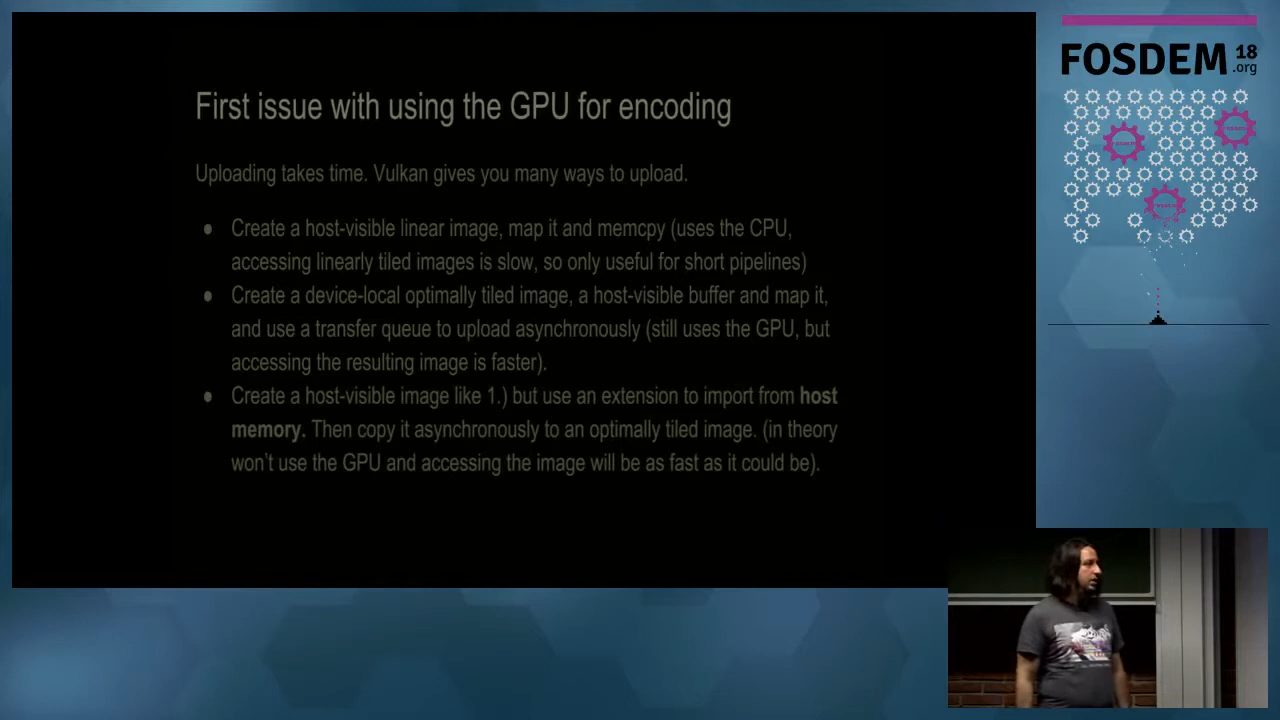 First issue with using the GPU for encoding
Uploading takes time. Vulkan gives you many ways to upload.
● Create a host-visible linear image, map it and memcpy (uses the CPU,
accessing linearly tiled images is slow, so only useful for short pipelines)
● Create a device-local optimally tiled image, a host-visible buffer and map it,
and use a transfer queue to upload asynchronously (still uses the GPU, but
accessing the resulting image is faster).
● Create a host-visible image like 1.) but use an extension to import from host
memory. Then copy it asynchronously to an optimally tiled image. (in theory
won't use the GPU and accessing the image will be as fast as it could be).
FOSDEM 18
.org